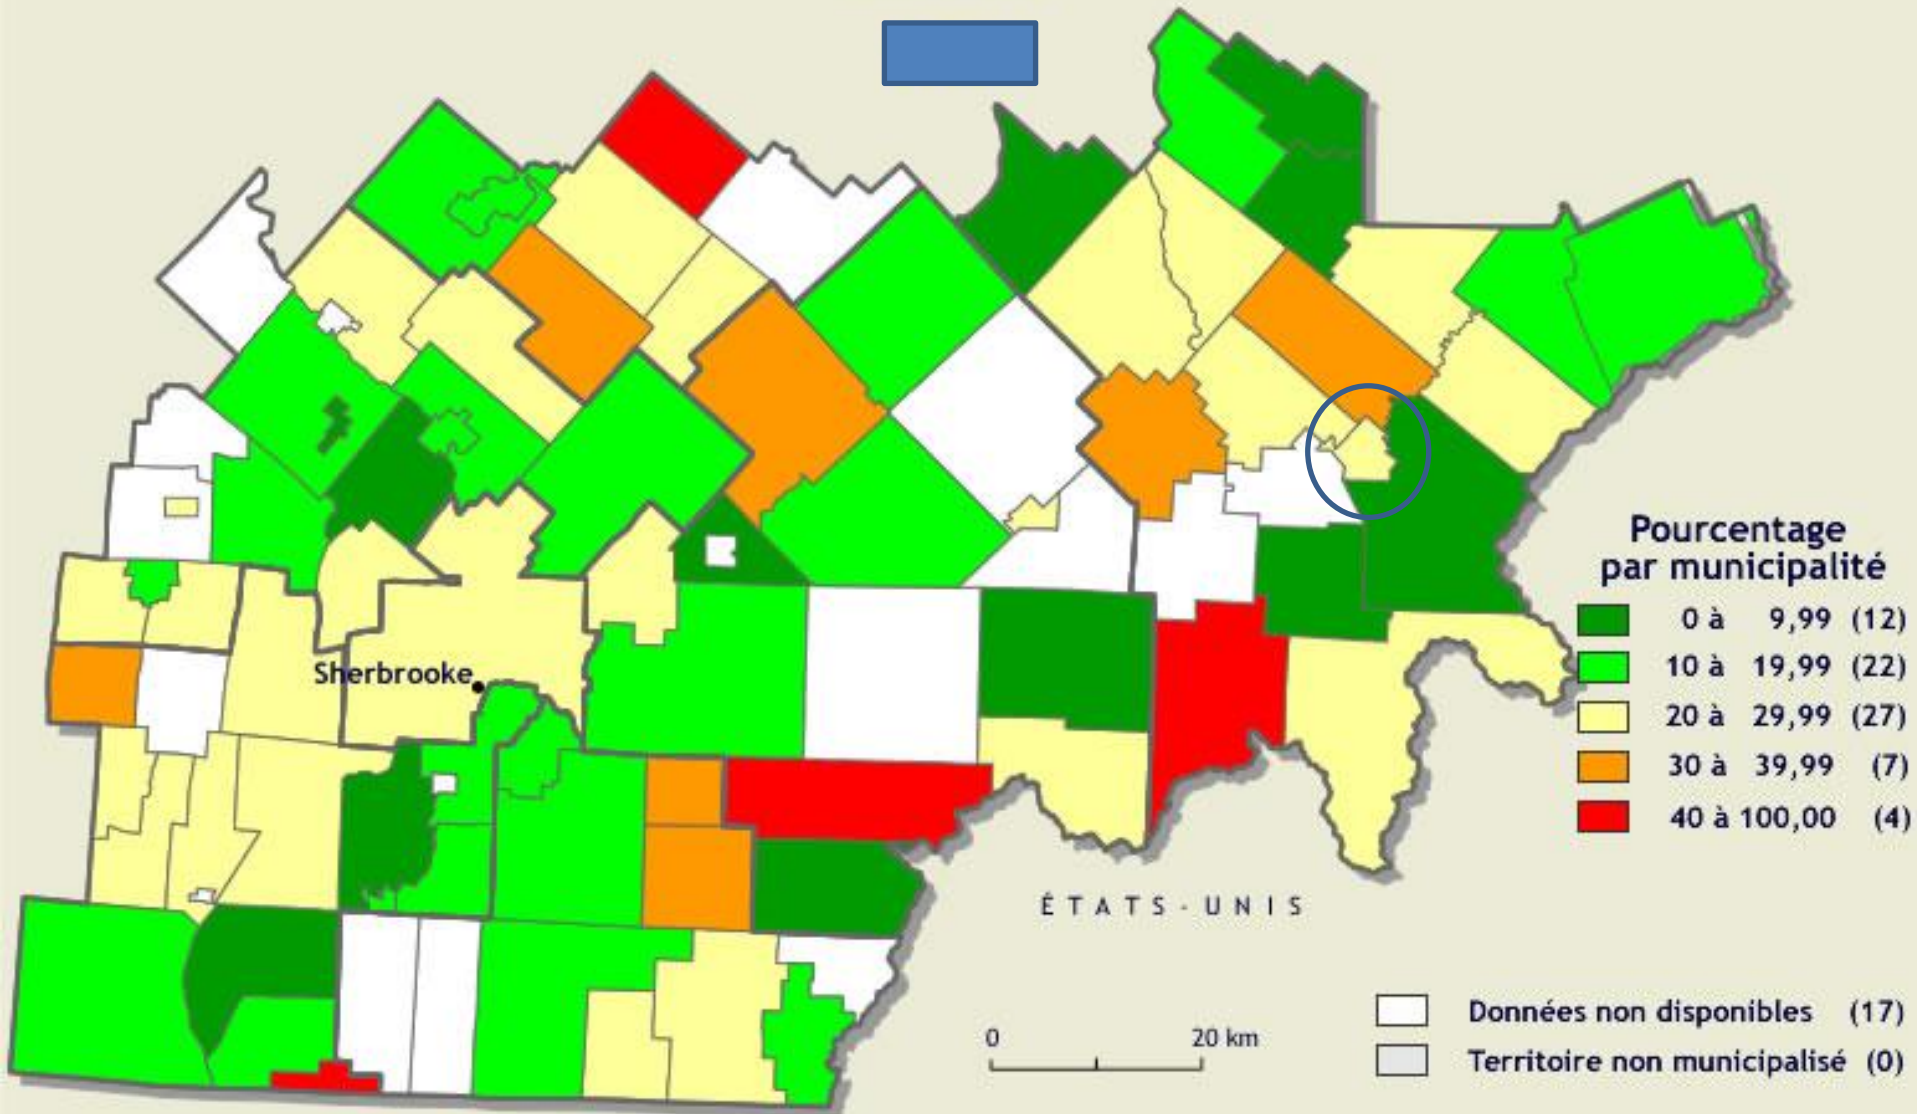 Sherbrooke
Pourcentage
par municipalité
0 à 9,99 (12)
10 à 19,99 (22)
20 à 29,99 (27)
30 à 39,99 (7)
40 à 100,00 (4)
ÉTATS-UNIS
0 20 km
Données non disponibles (17)
Territoire non municipalisé (0)